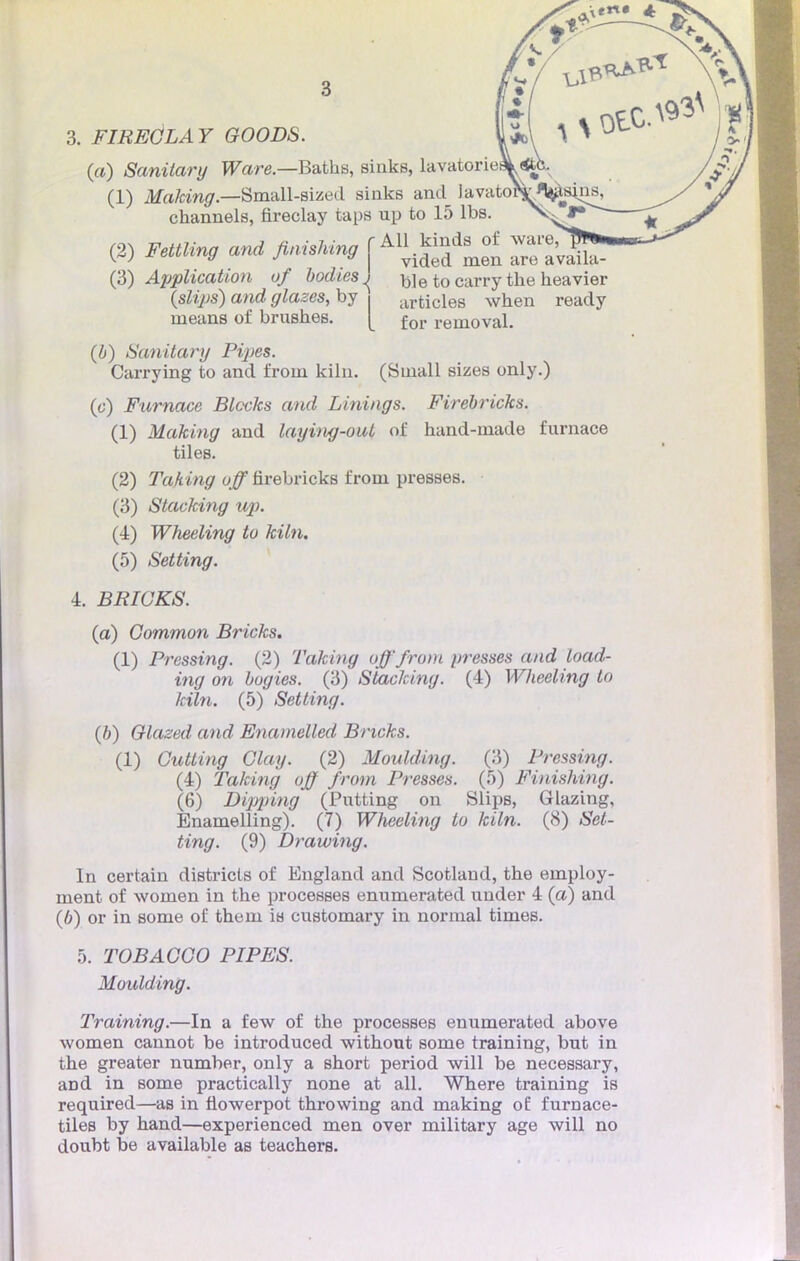 3
LIBRARY
11 DEC. 1931
3. FIRECLAY GOODS.
(a) Sanitary Ware.—Baths, sinks, lavatories, &c.
(1) Making.—Small-sized sinks and lavatory basins,
channels, fireclay taps up to 15 lbs.
(2) Fettling and finishing
(3) Application of bodies
(slips) and glazes, by
means of brushes.
All kinds of ware, pro-
vided men are availa-
ble to carry the heavier
articles when ready
for removal.
(b) Sanitary Pipes.
Carrying to and from kiln. (Small sizes only.)
(c) Furnace Blocks and Linings. Firebricks.
(1) Making and laying-out of hand-made furnace
tiles.
(2) Taking off firebricks from presses.
(3) Stacking up.
(4) Wheeling to kiln.
(5) Setting.
4. BRICKS.
(a) Common Bricks.
(1) Pressing. (2) Taking off from presses and load-
ing on bogies. (3) Stacking. (4) Wheeling to
kiln. (5) Setting.
(b) Glazed and Enamelled Bricks.
(1) Cutting Clay. (2) Moulding. (3) Pressing.
(4) Taking off from Presses. (5) Finishing.
(6) Dipping (Putting on Slips, Glazing,
Enamelling). (7) Wheeling to kiln. (8) Set-
ting. (9) Drawing.
In certain districts of England and Scotland, the employ-
ment of women in the processes enumerated under 4 (a) and
(b) or in some of them is customary in normal times.
5. TOBACCO PIPES.
Moulding.
Training.—In a few of the processes enumerated above
women cannot be introduced without some training, but in
the greater number, only a short period will be necessary,
and in some practically none at all. Where training is
required—as in flowerpot throwing and making of furnace-
tiles by hand—experienced men over military age will no
doubt be available as teachers.